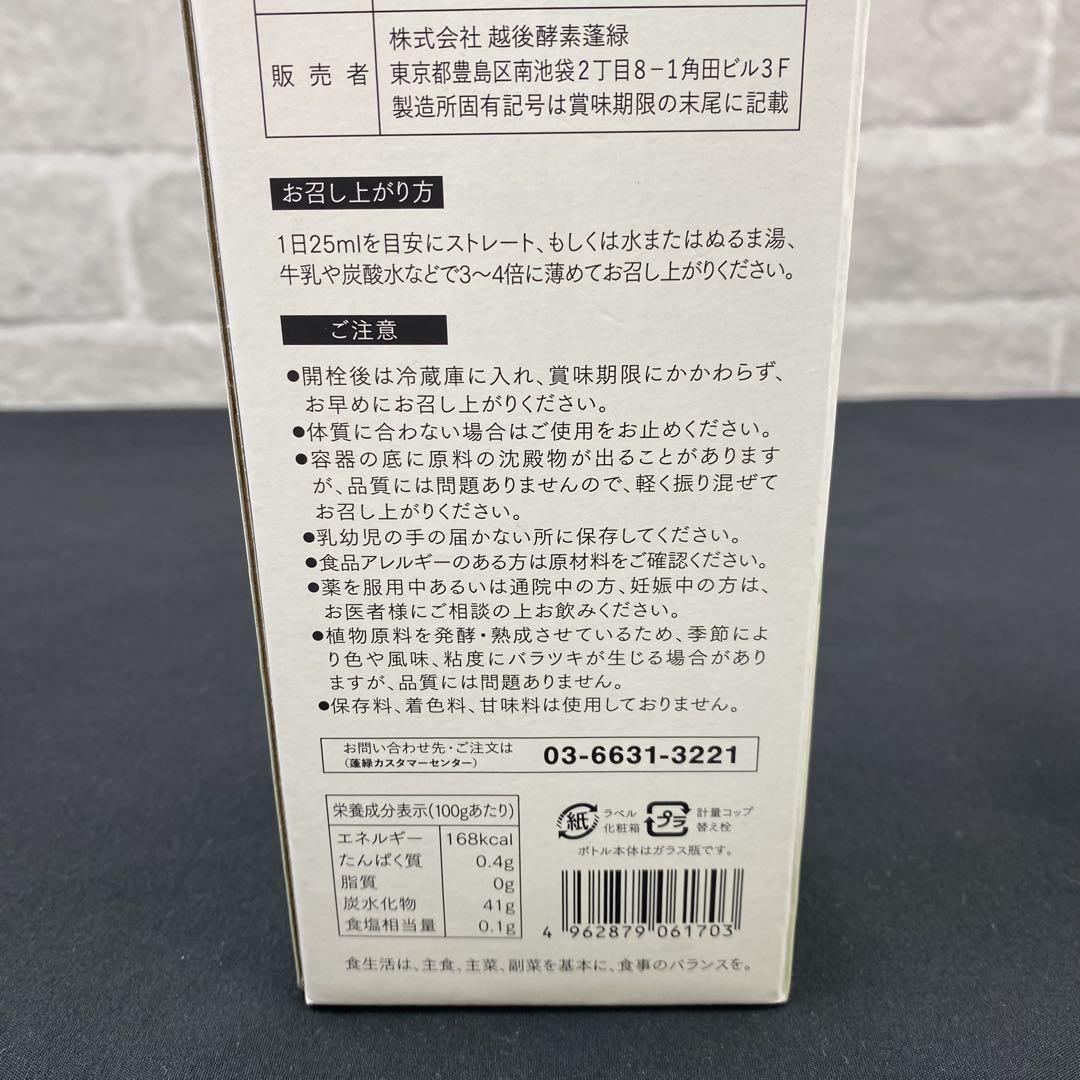 株式会社 越後酵素蓬緑
販売者
東京都豊島区南池袋2丁目8-1角田ビル3F
製造所固有記号は賞味期限の末尾に記載
お召し上がり方
1日25mlを目安にストレート、もしくは水またはぬるま湯、
牛乳や炭酸水などで3〜4倍に薄めてお召し上がりください。
ご注意
●開栓後は冷蔵庫に入れ、賞味期限にかかわらず、
お早めにお召し上がりください。
●体質に合わない場合はご使用をお止めください。
●容器の底に原料の沈殿物が出ることがあります
が、品質には問題ありませんので、軽く振り混ぜて
お召し上がりください。
●乳幼児の手の届かない所に保存してください。
●食品アレルギーのある方は原材料をご確認ください。
●薬を服用中あるいは通院中の方、妊娠中の方は、
お医者様にご相談の上お飲みください。
●植物原料を発酵・熟成させているため、季節によ
り色や風味、粘度にバラツキが生じる場合があり
ますが、品質には問題ありません。
●保存料、着色料、甘味料は使用しておりません。
お問い合わせ先・ご注文は
(蓬緑カスタマーセンター)
03-6631-3221
栄養成分表示(100gあたり)
エネルギー 168kcal
たんぱく質 0.4g
脂質 0g
炭水化物 41g
食塩相当量 0.1g
紙 ラベル
化粧箱
プラ 計量コップ
替え栓
ボトル本体はガラス瓶です。
4 962879 061703
食生活は、主食、主菜、副菜を基本に、食事のバランスを。